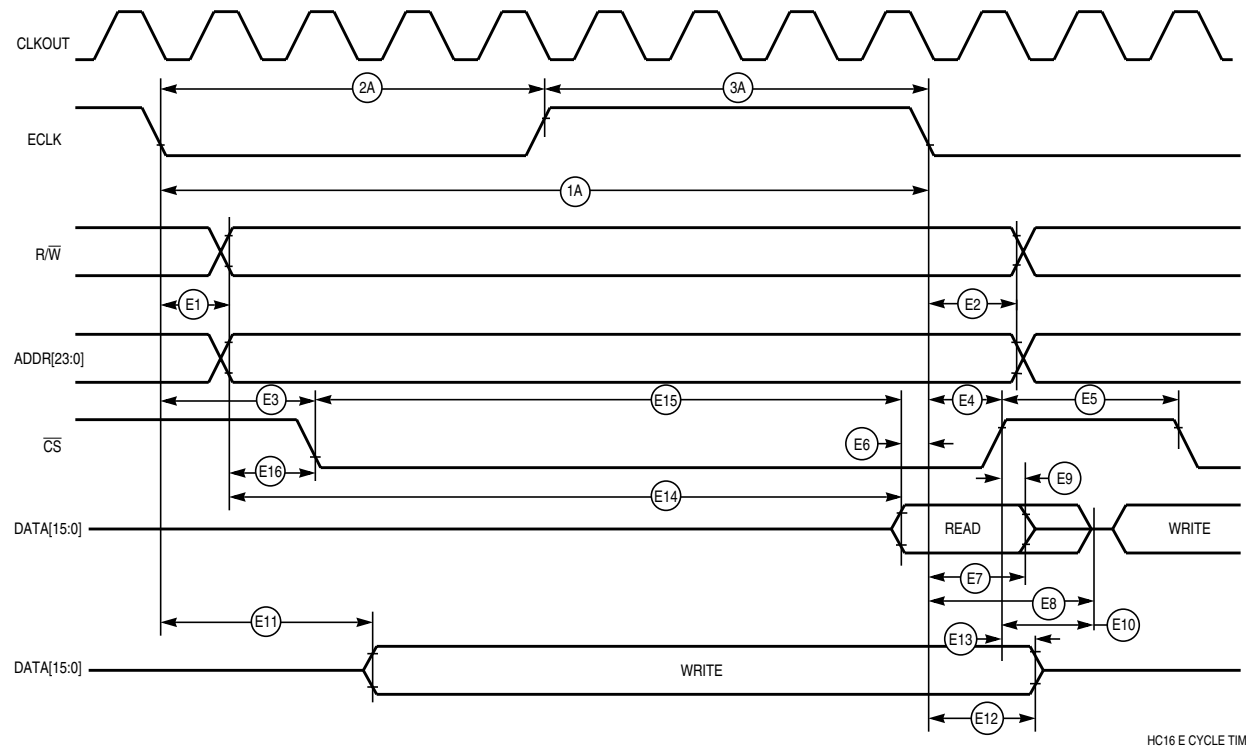 CLKOUT
2A
3A
ECLK
1A
R/W̅
E1
E2
ADDR[23:0]
E3
E15
E4
E5
C̅S̅
E6
E16
E9
E14
DATA[15:0]
READ
WRITE
E7
E8
E11
E10
E13
DATA[15:0]
WRITE
E12
HC16 E CYCLE TIM